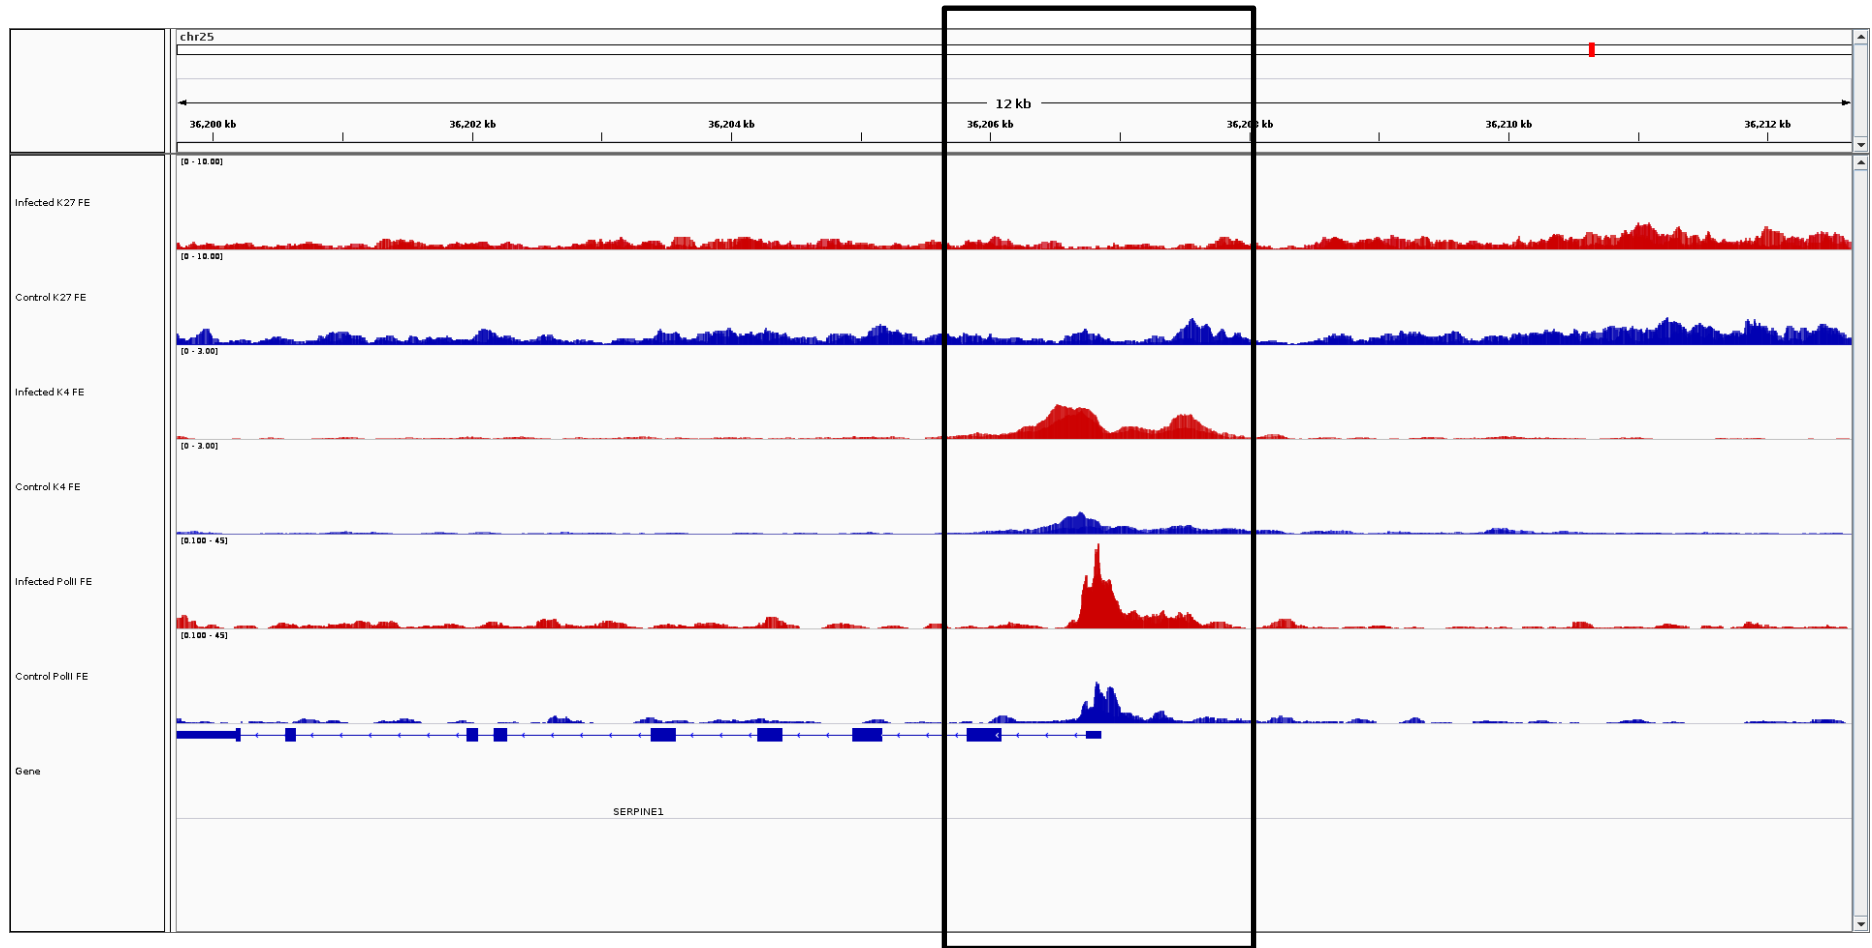 chr25
12 kb
36,200 kb 36,202 kb 36,204 kb 36,206 kb 36,208 kb 36,210 kb 36,212 kb
[0 - 10.00]
Infected K27 FE
[0 - 10.00]
Control K27 FE
[0 - 3.00]
Infected K4 FE
[0 - 3.00]
Control K4 FE
[0.100 - 45]
Infected PolII FE
[0.100 - 45]
Control PolII FE
Gene
SERPINE1